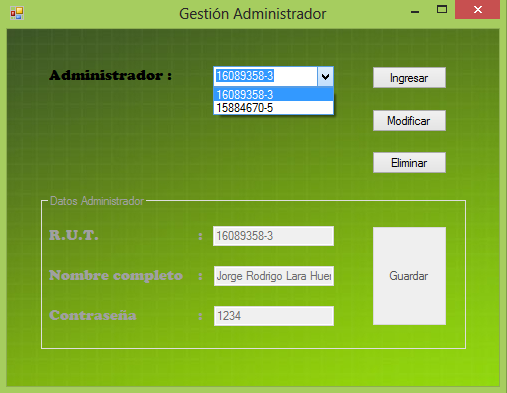 Gestión Administrador
Administrador :
16089358-3
Ingresar
16089358-3
15884670-5
Modificar
Eliminar
Datos Administrador
R.U.T. : 16089358-3
Nombre completo : Jorge Rodrigo Lara
Guardar
Contraseña : 1234